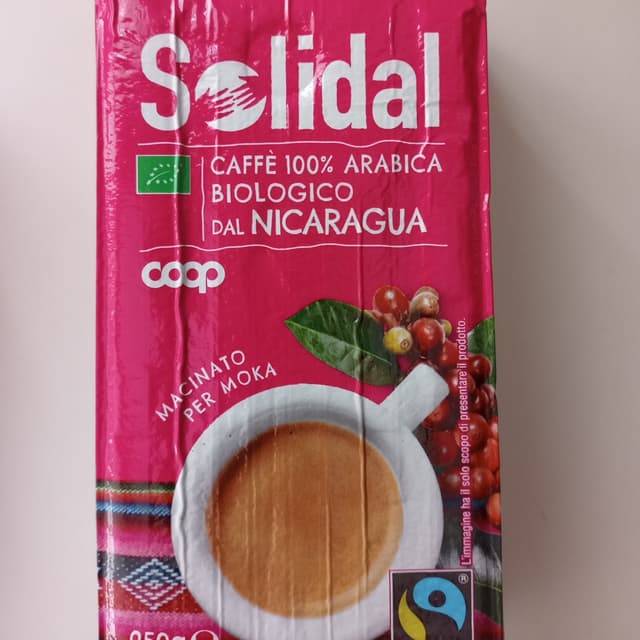 Solidal
CAFFÈ 100% ARABICA
BIOLOGICO
DAL NICARAGUA
coop
MACINATO
PER MOKA
L'immagine ha il solo scopo di presentare il prodotto.
250g e
®